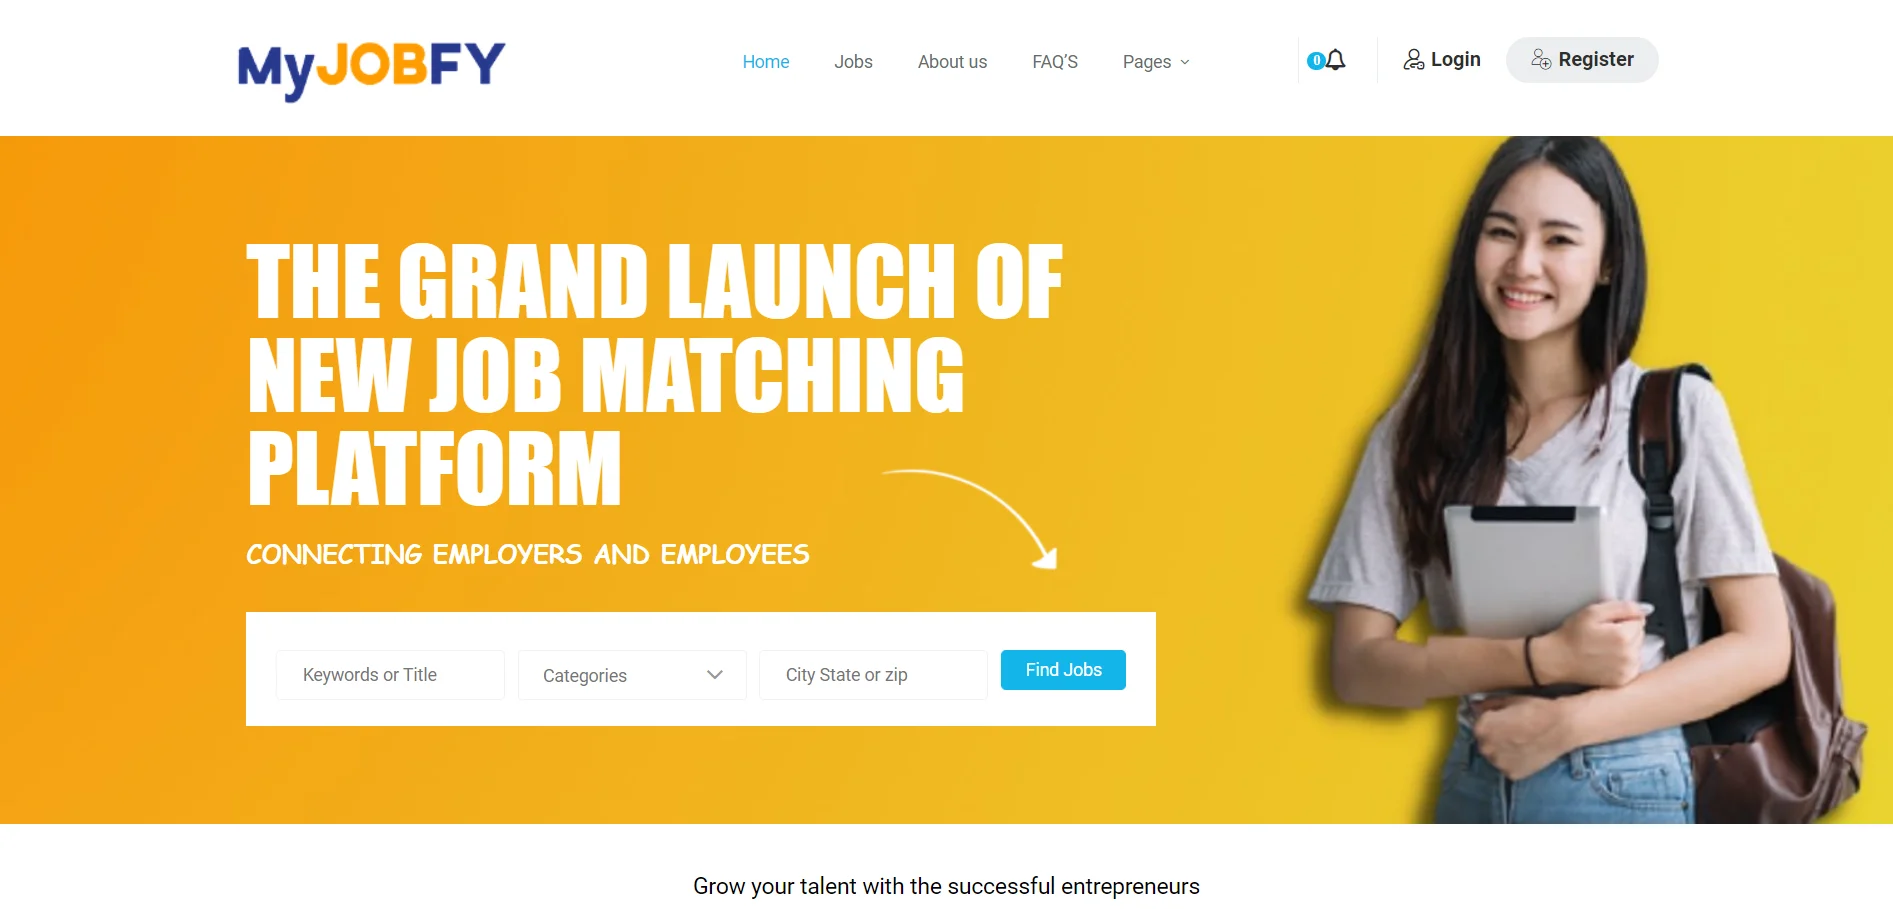 MyJOBFY
Home
Jobs
About us
FAQ'S
Pages
0
Login
Register
THE GRAND LAUNCH OF
NEW JOB MATCHING
PLATFORM
CONNECTING EMPLOYERS AND EMPLOYEES
Keywords or Title
Categories
City State or zip
Find Jobs
Grow your talent with the successful entrepreneurs